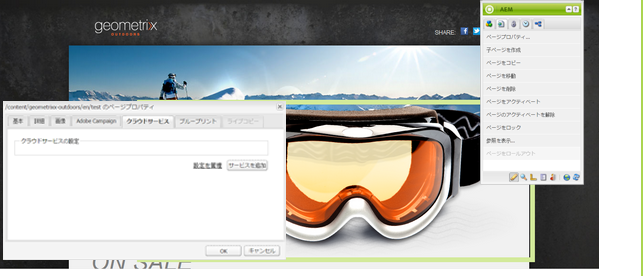 geometrixx
OUTDOORS
SHARE:
AEM
ページプロパティ...
子ページを作成
ページをコピー
ページを移動
ページを削除
ページをアクティベート
ページのアクティベートを解除
ページをロック
参照を表示...
ページをロールアウト
/content/geometrixx-outdoors/en/test のページプロパティ
基本
詳細
画像
Adobe Campaign
クラウドサービス
ブループリント
ライブコピー
クラウドサービスの設定
設定を管理
サービスを追加
OK
キャンセル
ON SALE